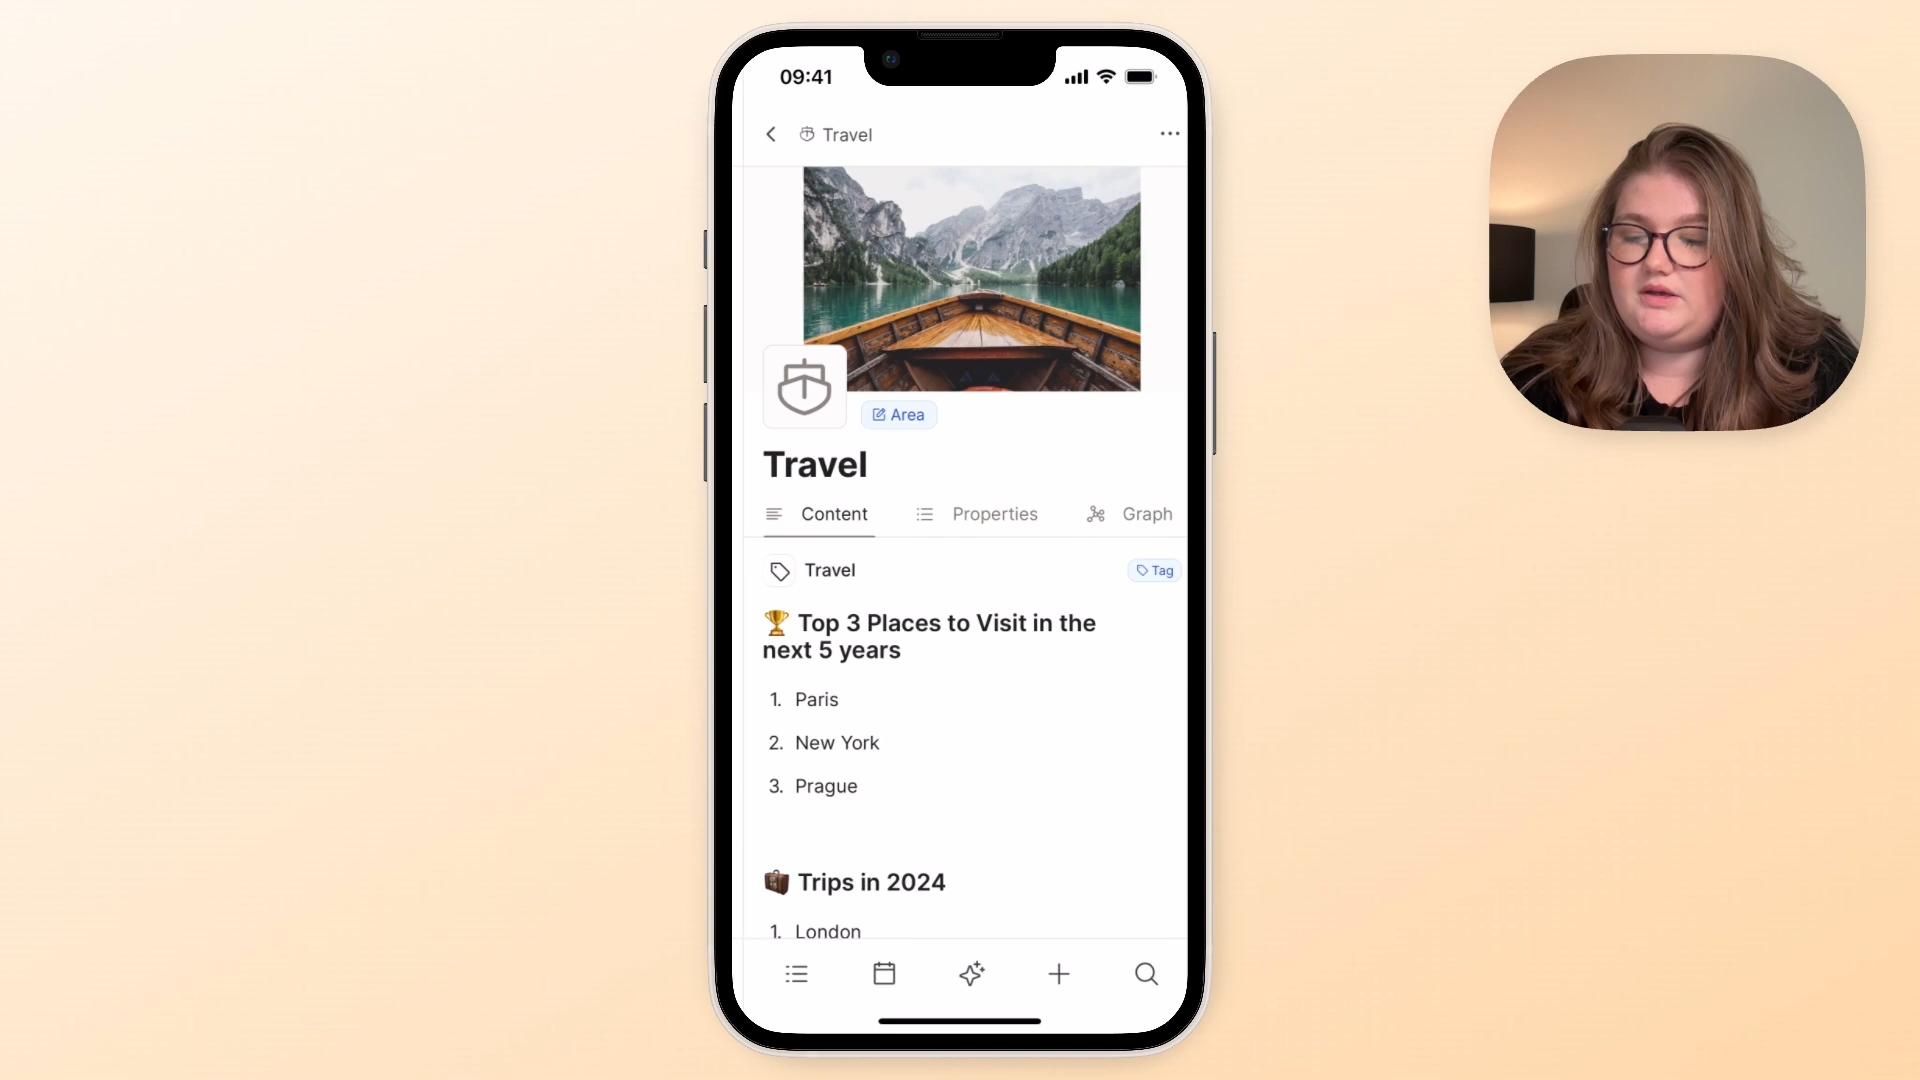 09:41
Travel
Area
Travel
Content Properties Graph
Travel Tag
🏆 Top 3 Places to Visit in the
next 5 years
1. Paris
2. New York
3. Prague
🧳 Trips in 2024
1. London